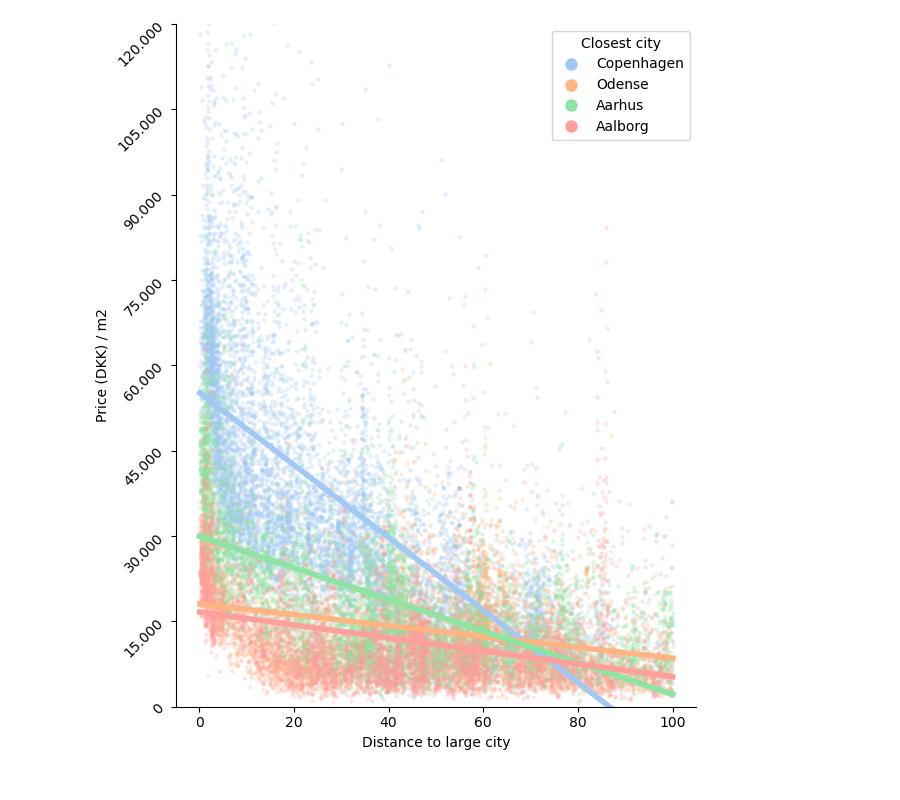 120.000
105.000
90.000
75.000
60.000
45.000
30.000
15.000
0
Price (DKK) / m2
Closest city
Copenhagen
Odense
Aarhus
Aalborg
0 20 40 60 80 100
Distance to large city